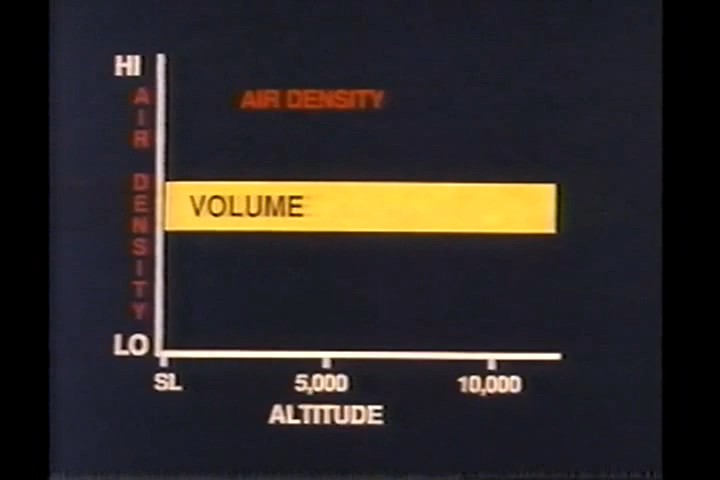 HI
AIR DENSITY
AIR DENSITY
VOLUME
LO
SL 5,000 10,000
ALTITUDE